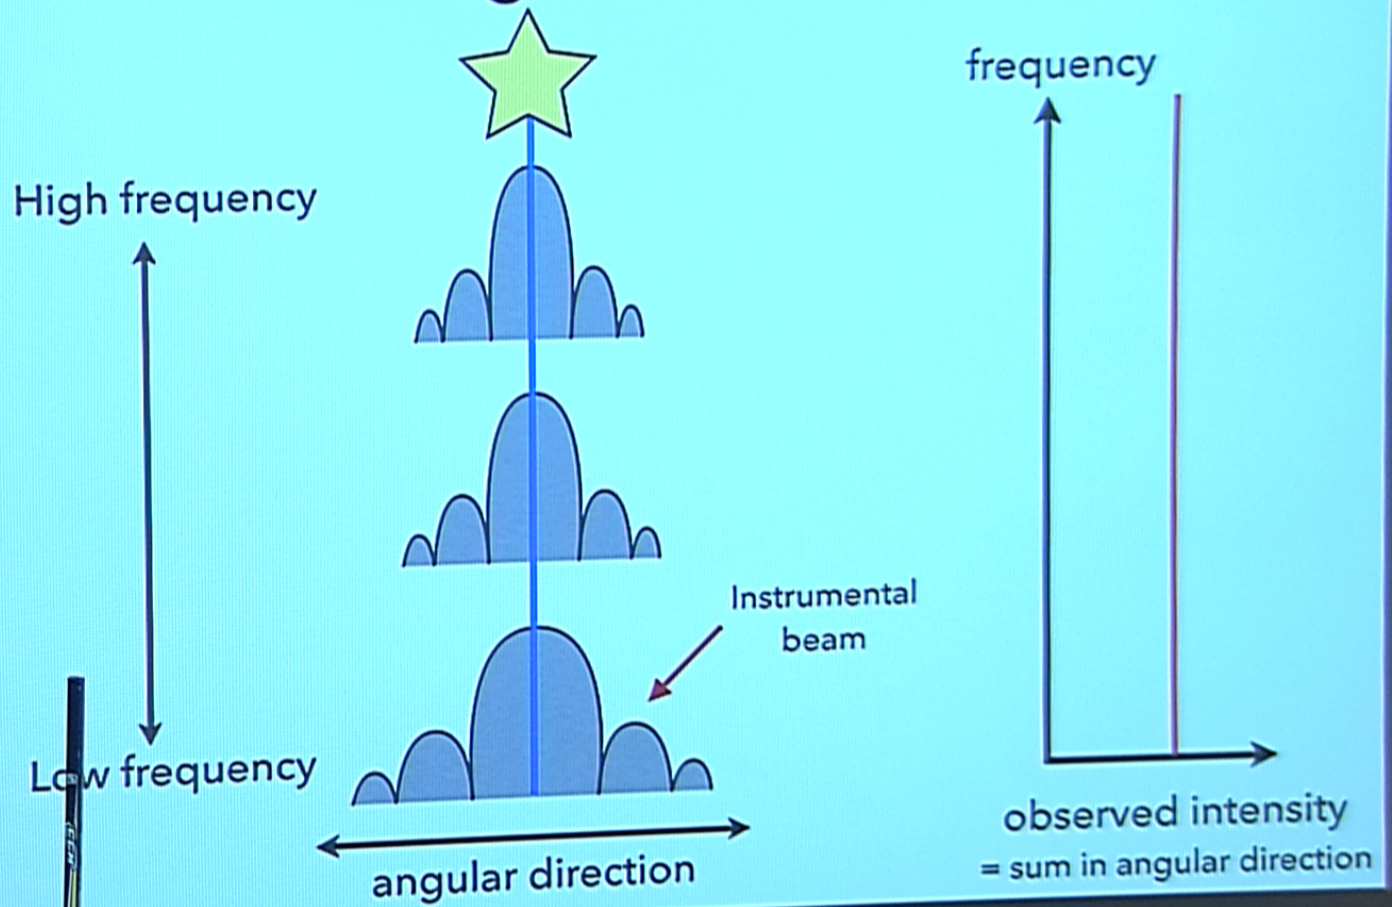 frequency
High frequency
Instrumental
beam
Low frequency
observed intensity
= sum in angular direction
angular direction